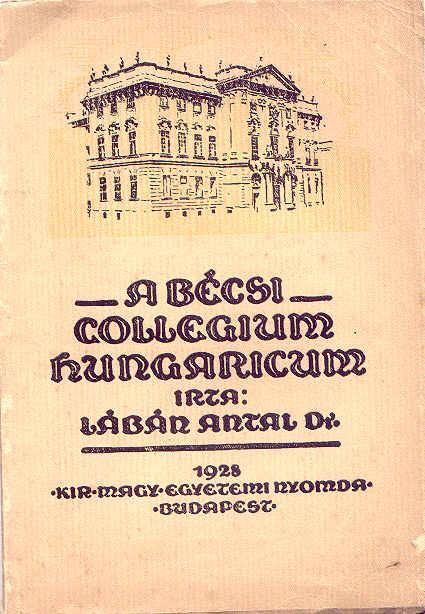 — A BÉCSI —
COLLEGIUM
HUNGARICUM
IRTA:
LÁBÁN ANTAL Dr.
1928
·KIR·MAGY·EGYETEMI NYOMDA·
·BUDAPEST·